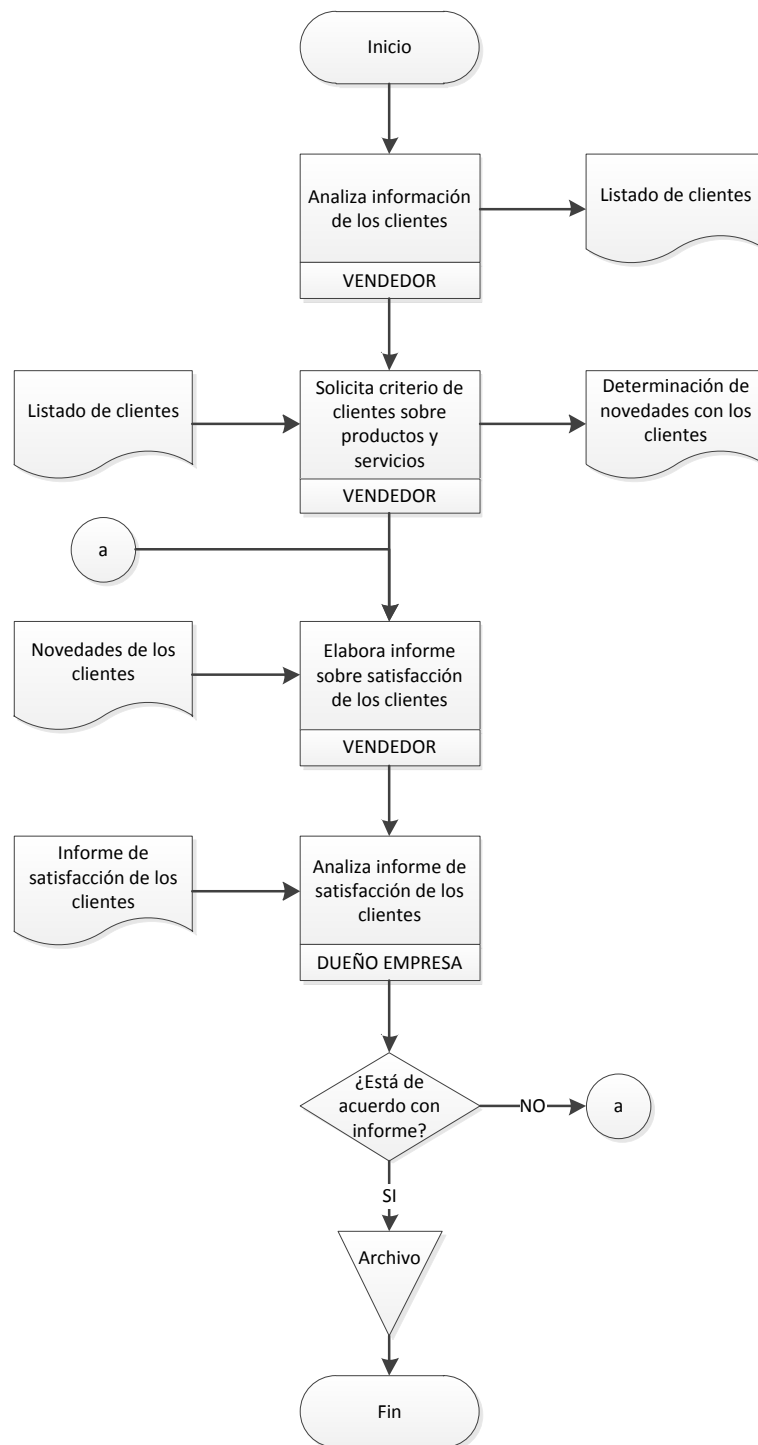 Inicio
Analiza información
de los clientes
VENDEDOR
Listado de clientes
Listado de clientes
Solicita criterio de
clientes sobre
productos y
servicios
VENDEDOR
Determinación de
novedades con los
clientes
a
Novedades de los
clientes
Elabora informe
sobre satisfacción
de los clientes
VENDEDOR
Informe de
satisfacción de los
clientes
Analiza informe de
satisfacción de los
clientes
DUEÑO EMPRESA
¿Está de
acuerdo con
informe?
NO
a
SI
Archivo
Fin